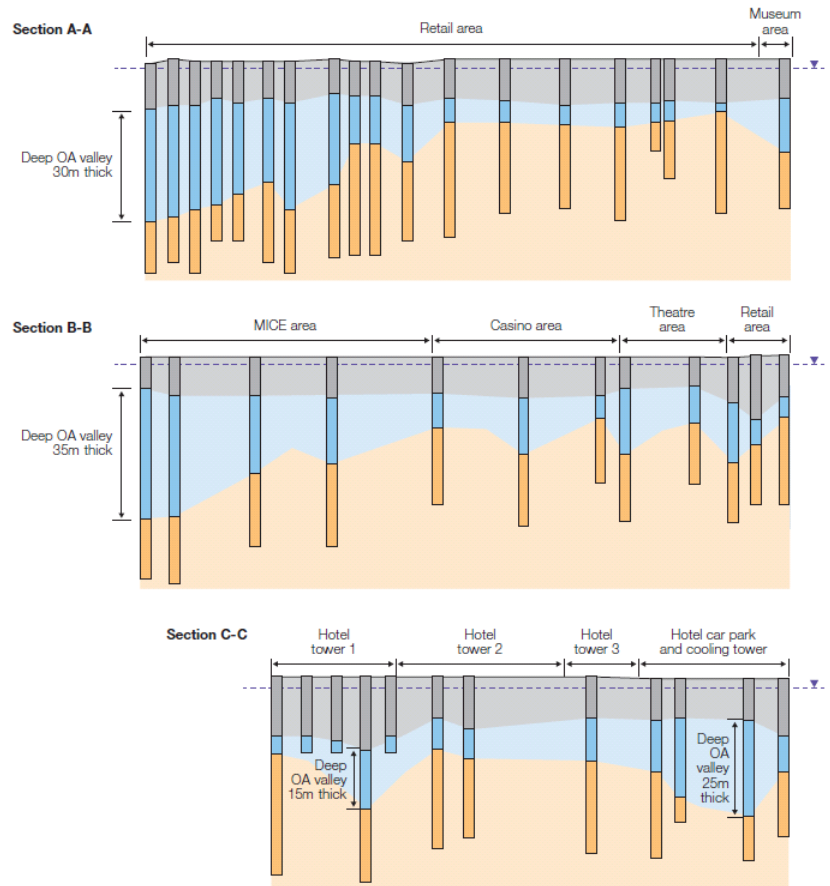 Section A-A
Retail area
Museum
area
Deep OA valley
30m thick
Section B-B
MICE area
Casino area
Theatre
area
Retail
area
Deep OA valley
35m thick
Section C-C
Hotel
tower 1
Hotel
tower 2
Hotel
tower 3
Hotel car park
and cooling tower
Deep
OA valley
15m thick
Deep
OA
valley
25m
thick